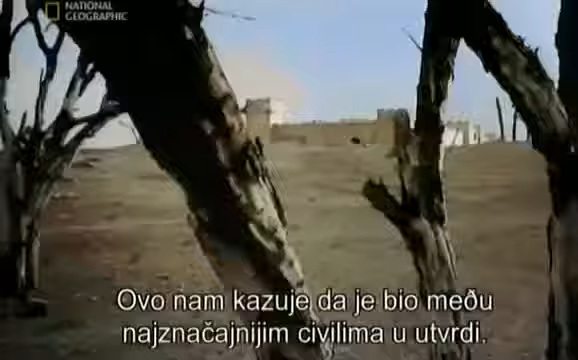 NATIONAL
GEOGRAPHIC
Ovo nam kazuje da je bio među
najznačajnijim civilima u utvrdi.